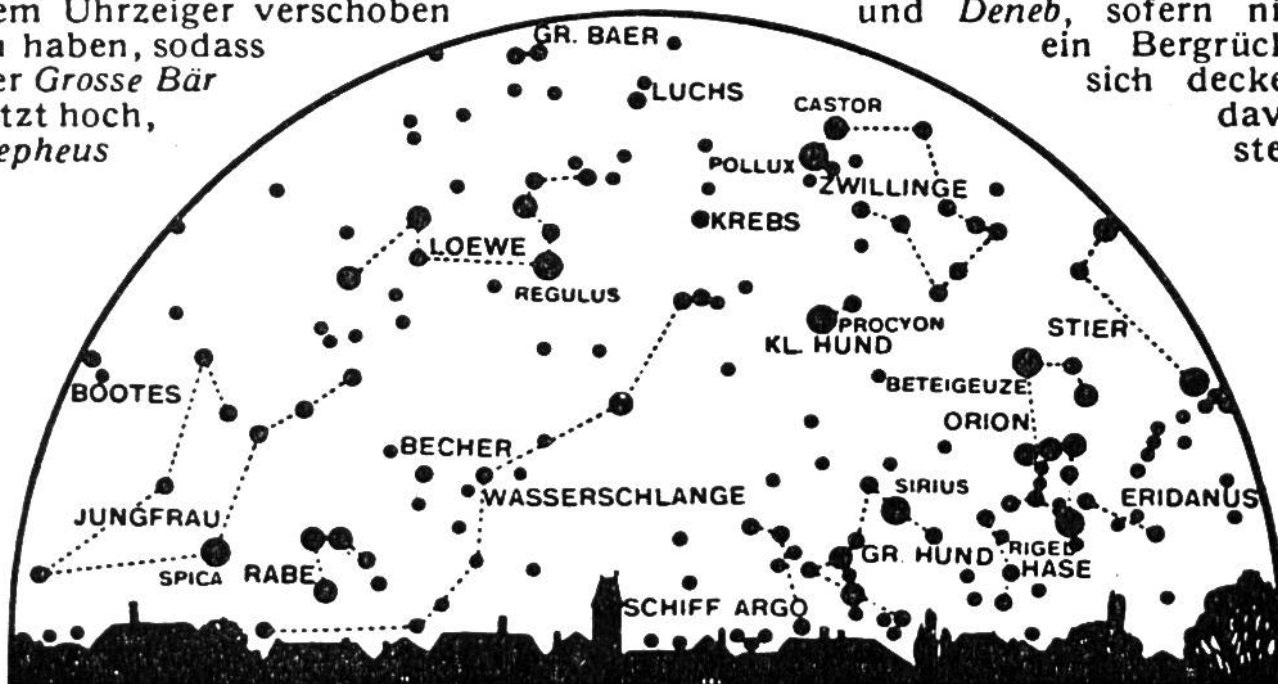 em Uhrzeiger verschoben
haben, sodass
er Grosse Bär
tzt hoch,
epheus
und Deneb, sofern ni
ein Bergrück
sich decke
dav
ste
GR. BAER
LUCHS
CASTOR
POLLUX
ZWILLINGE
KREBS
LOEWE
REGULUS
PROCYON
KL. HUND
STIER
BOOTES
BETEIGEUZE
ORION
BECHER
WASSERSCHLANGE
SIRIUS
ERIDANUS
JUNGFRAU
SPICA
RABE
GR. HUND
RIGEL
HASE
SCHIFF ARGO